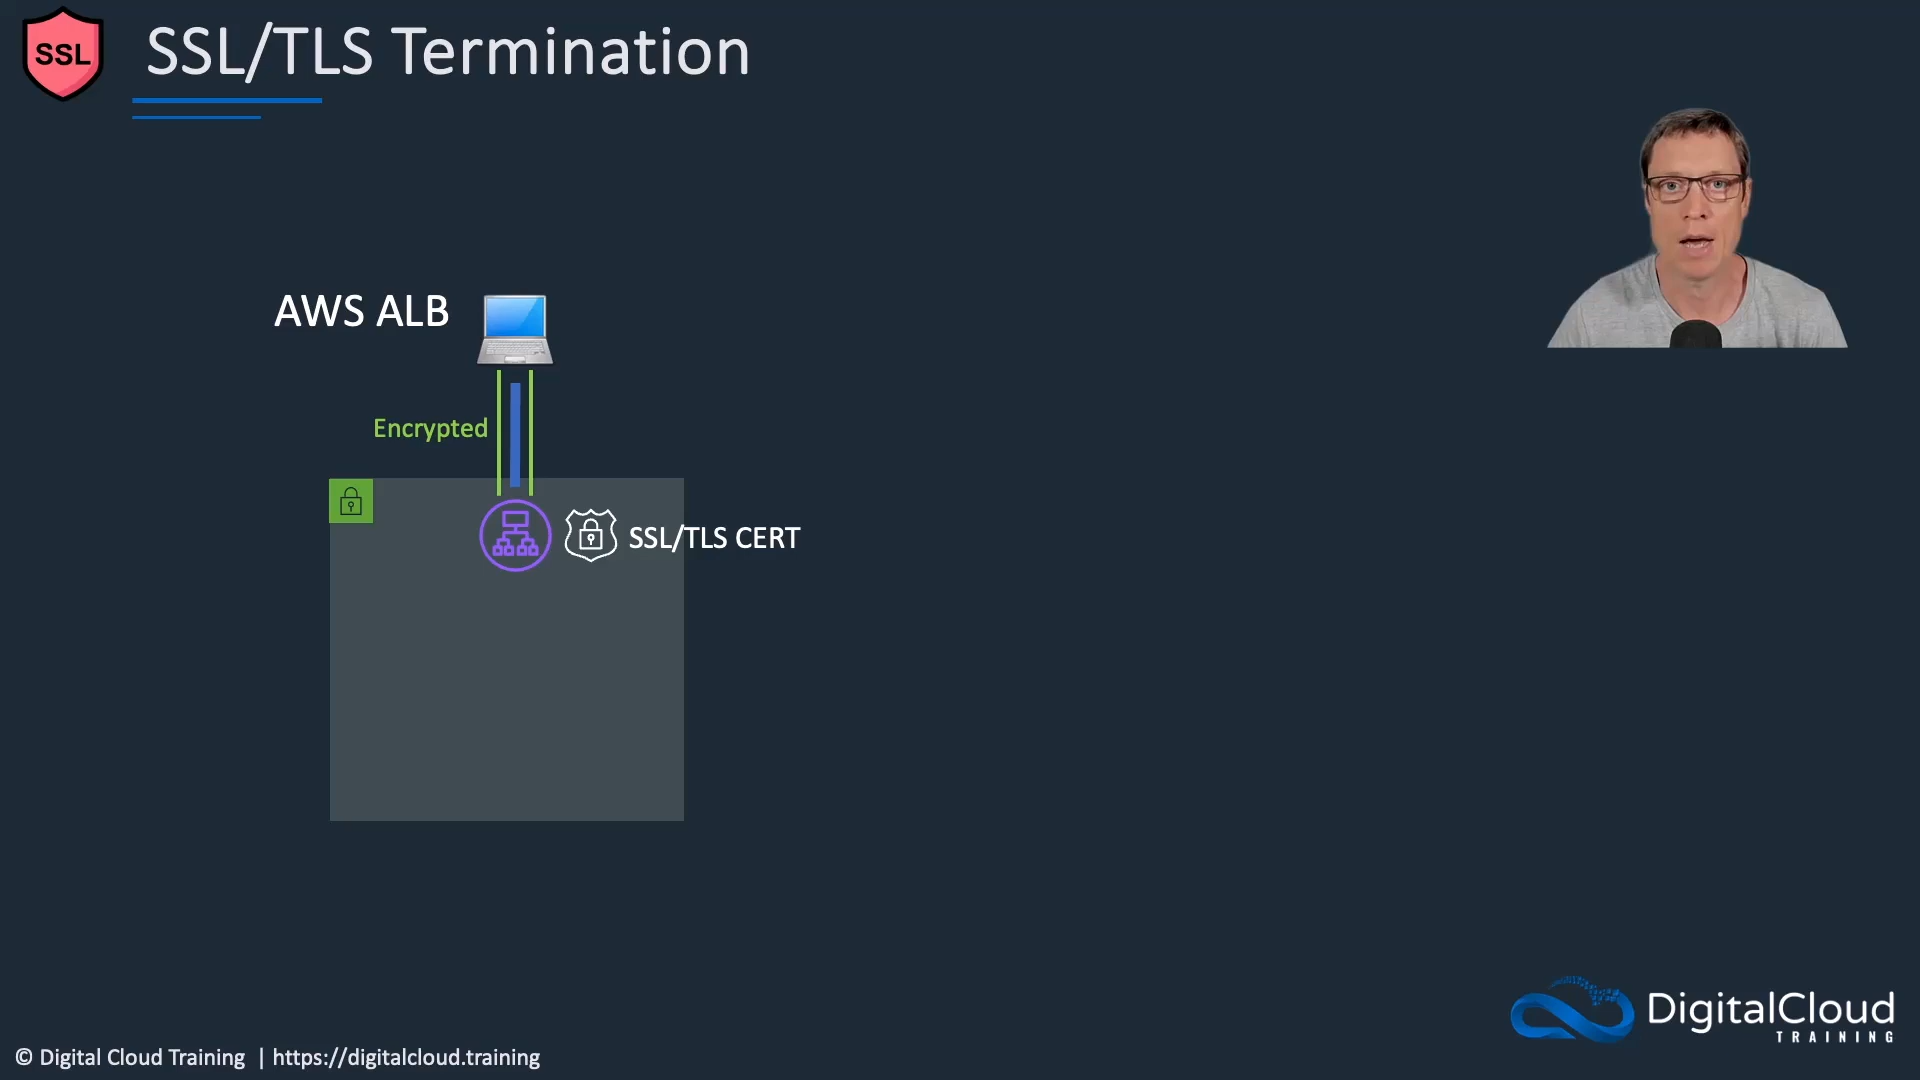 SSL
SSL/TLS Termination
AWS ALB
Encrypted
SSL/TLS CERT
DigitalCloud
TRAINING
© Digital Cloud Training | https://digitalcloud.training